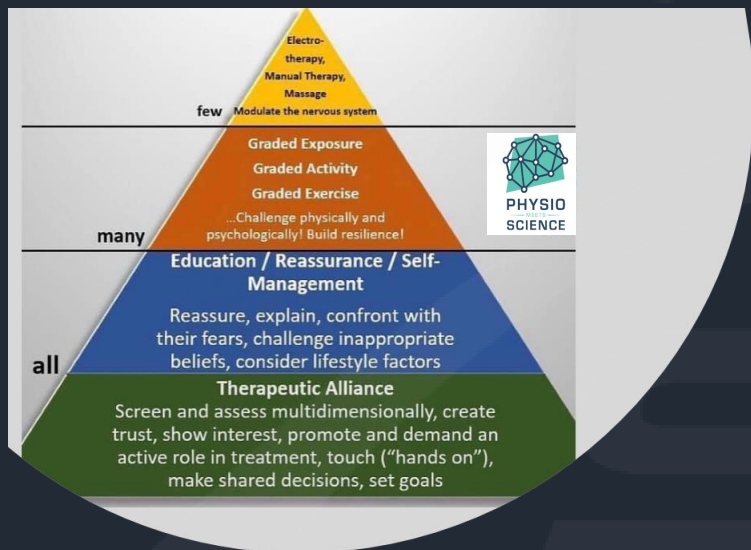 Electro-
therapy,
Manual Therapy,
Massage
few Modulate the nervous system
Graded Exposure
Graded Activity
Graded Exercise
...Challenge physically and
many psychologically! Build resilience!
PHYSIO
MEETS
SCIENCE
Education / Reassurance / Self-
Management
Reassure, explain, confront with
their fears, challenge inappropriate
all beliefs, consider lifestyle factors
Therapeutic Alliance
Screen and assess multidimensionally, create
trust, show interest, promote and demand an
active role in treatment, touch (“hands on”),
make shared decisions, set goals